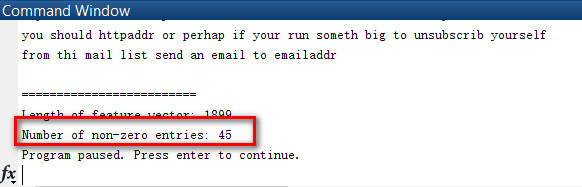 Command Window
you should httpaddr or perhap if your run someth big to unsubscrib yourself
from thi mail list send an email to emailaddr
=========================
Length of feature vector: 1899
Number of non-zero entries: 45
Program paused. Press enter to continue.
fx